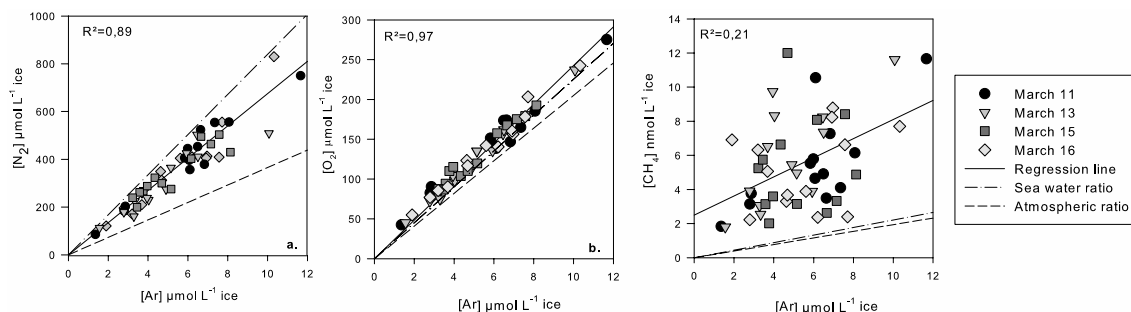 R²=0,89
[N₂] µmol L⁻¹ ice
1000
800
600
400
200
0
0 2 4 6 8 10 12
[Ar] µmol L⁻¹ ice
a.
R²=0,97
[O₂] µmol L⁻¹ ice
300
250
200
150
100
50
0
0 2 4 6 8 10 12
[Ar] µmol L⁻¹ ice
b.
R²=0,21
[CH₄] nmol L⁻¹ ice
14
12
10
8
6
4
2
0
0 2 4 6 8 10 12
[Ar] µmol L⁻¹ ice
March 11
March 13
March 15
March 16
Regression line
Sea water ratio
Atmospheric ratio